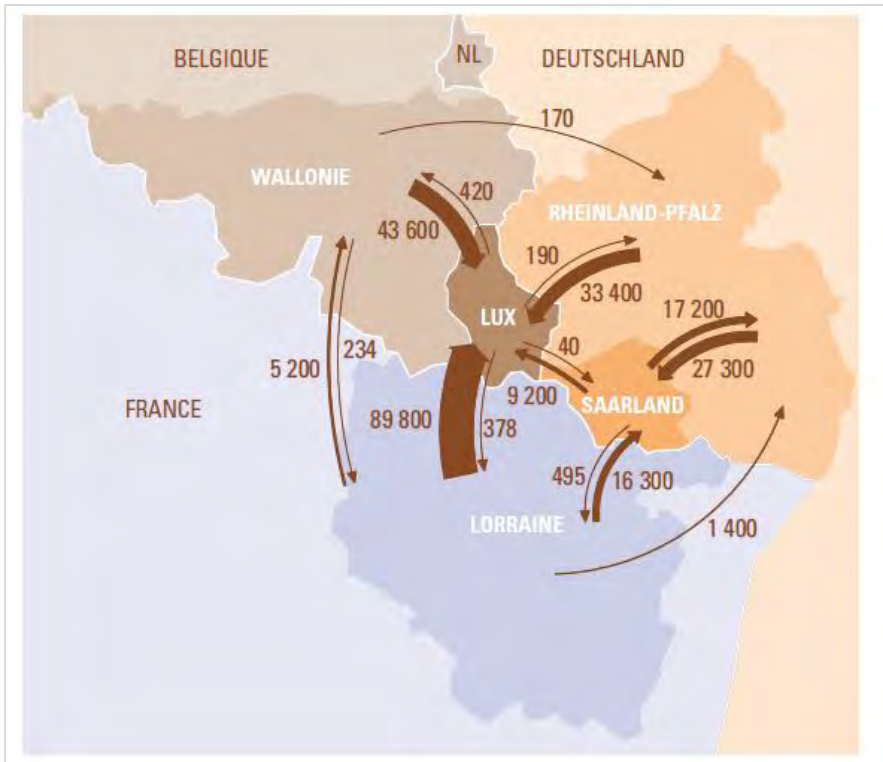 BELGIQUE
NL
DEUTSCHLAND
170
WALLONIE
420
RHEINLAND-PFALZ
43 600
190
33 400
LUX
17 200
40
5 200
234
27 300
9 200
SAARLAND
FRANCE
89 800
378
495
16 300
LORRAINE
1 400